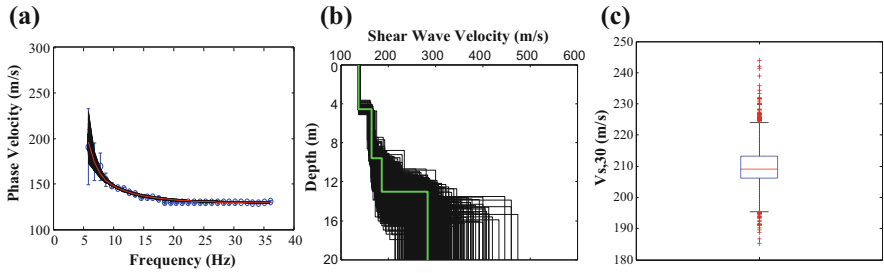 (a)
300
250
200
150
100
0 5 10 15 20 25 30 35 40
Phase Velocity (m/s)
Frequency (Hz)
(b)
Shear Wave Velocity (m/s)
100 200 300 400 500 600
0
4
8
12
16
20
Depth (m)
(c)
250
240
230
220
210
200
190
180
Vs,30 (m/s)